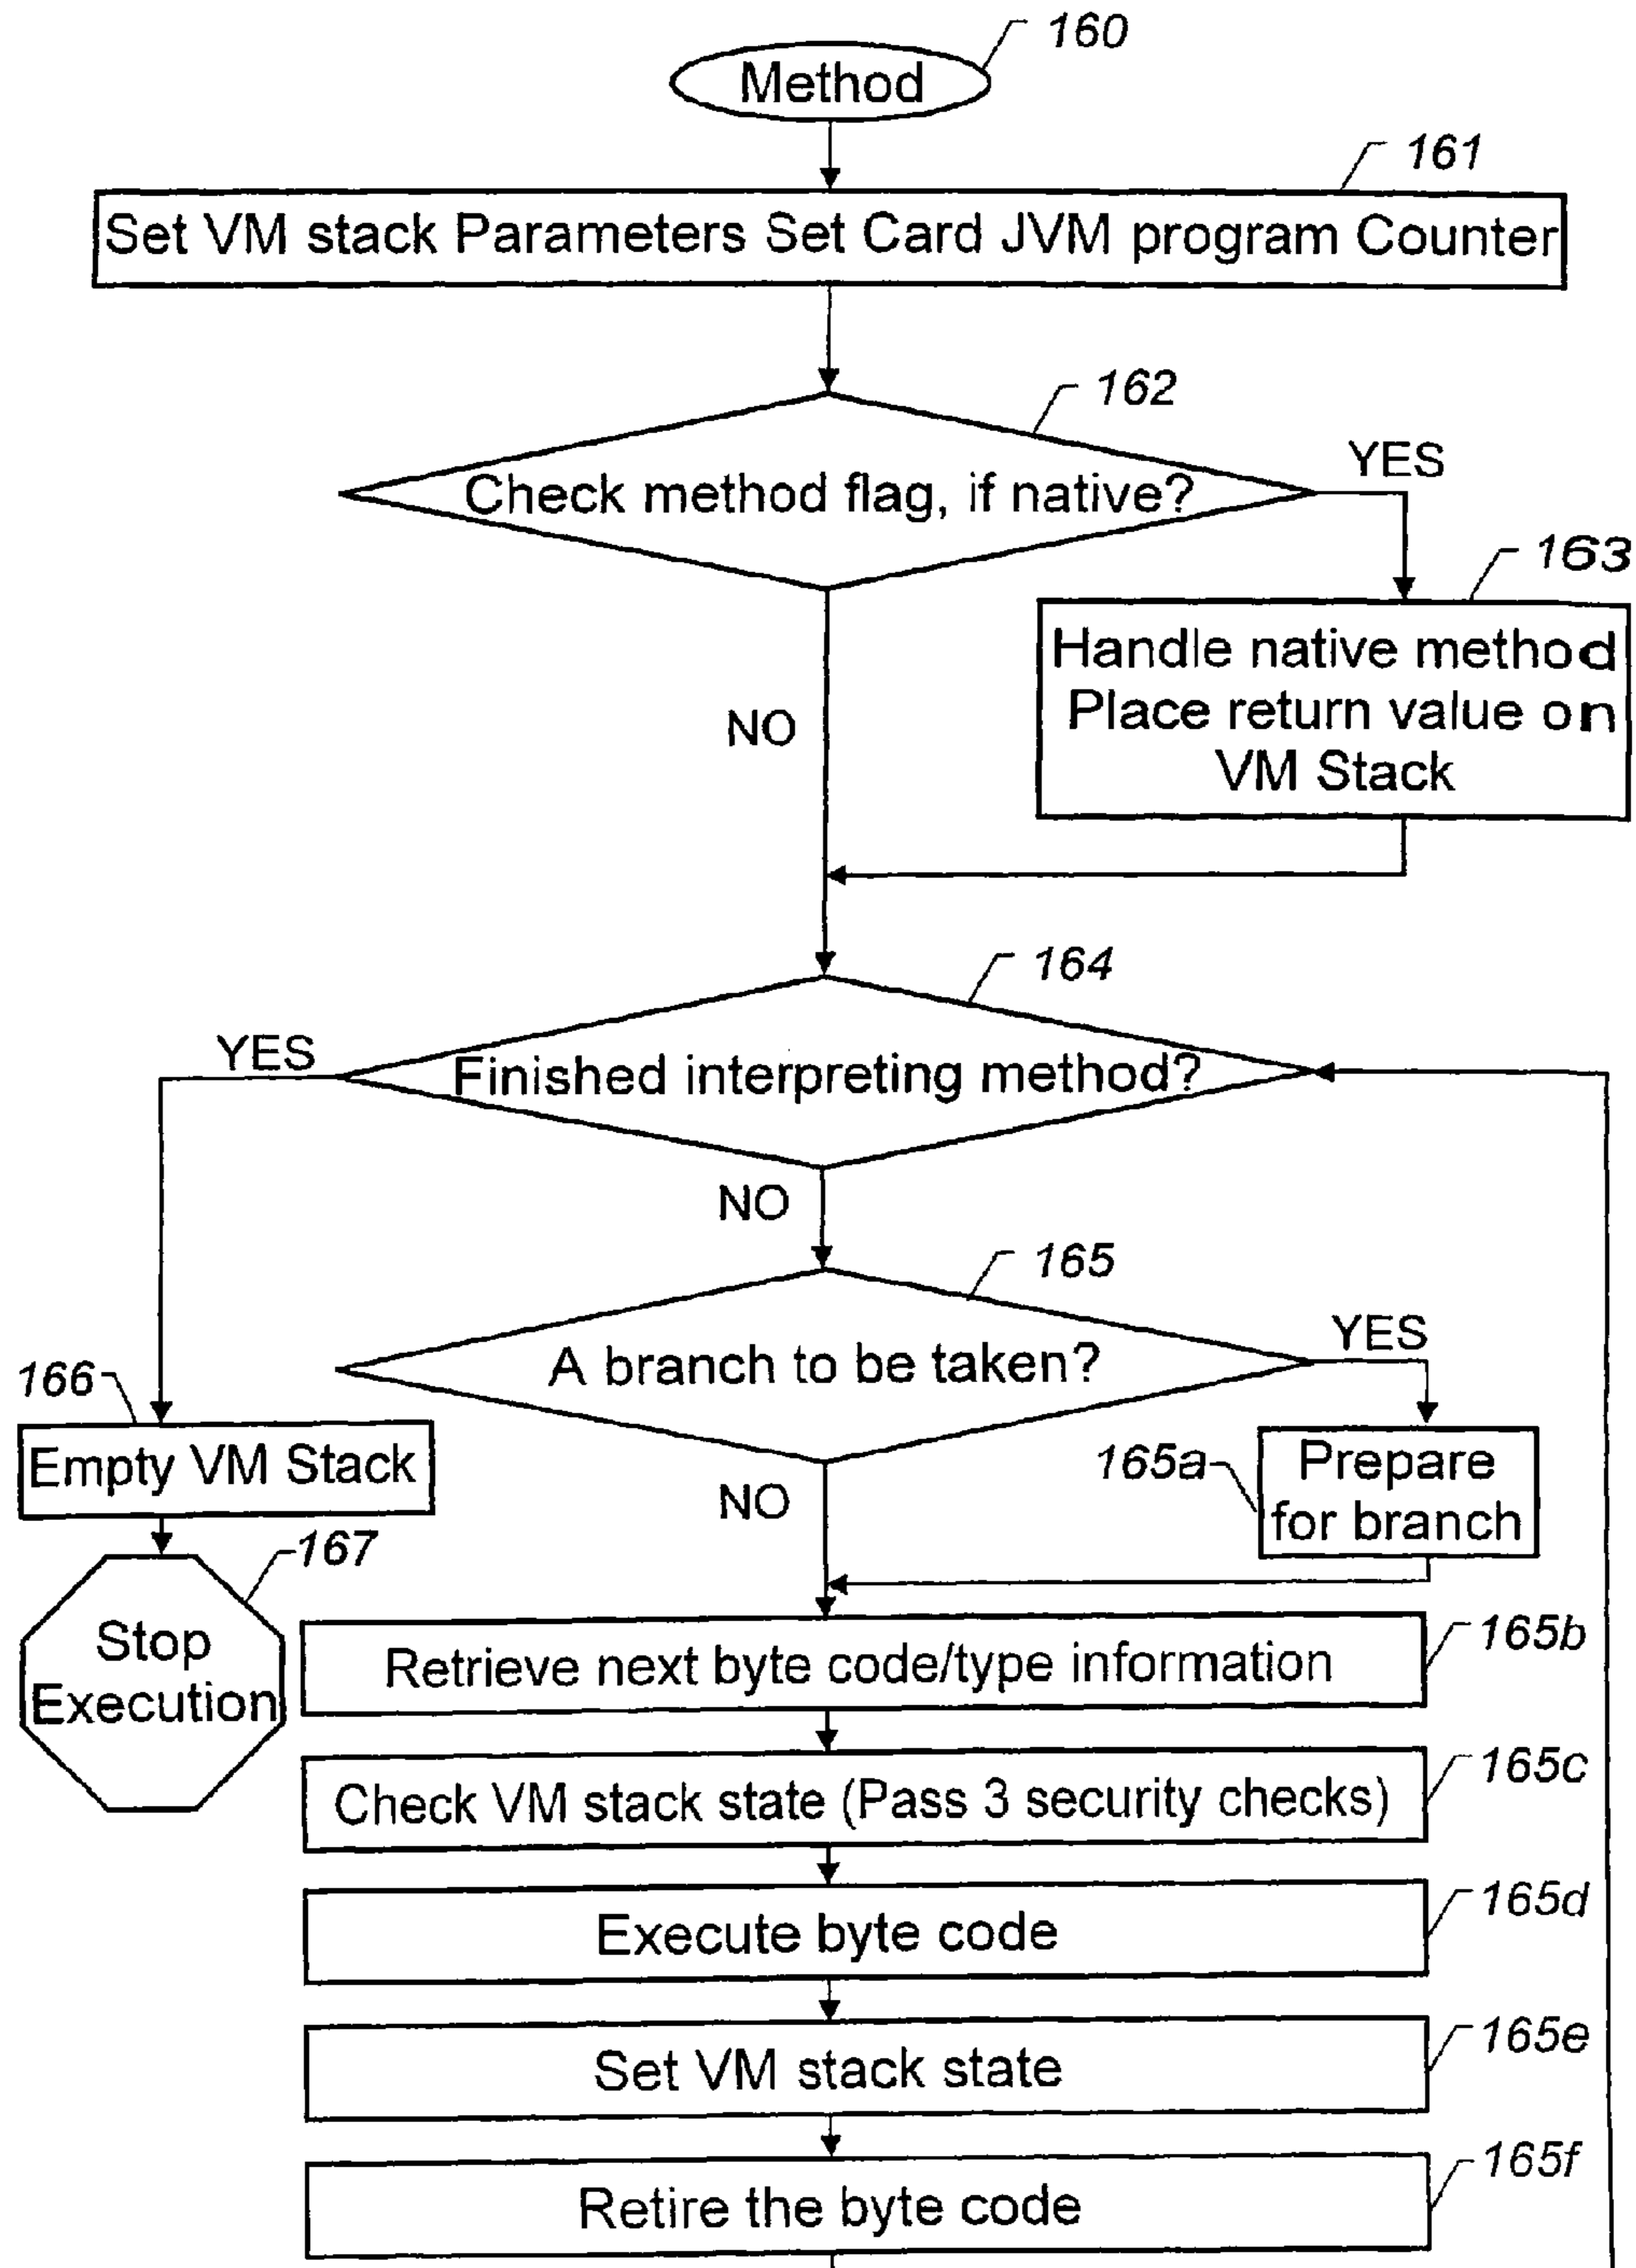 160
Method
161
Set VM stack Parameters Set Card JVM program Counter
162
Check method flag, if native?
YES
163
Handle native method
Place return value on
VM Stack
NO
164
YES
Finished interpreting method?
NO
165
A branch to be taken?
YES
166
Empty VM Stack
165a
Prepare
for branch
NO
167
Stop
Execution
165b
Retrieve next byte code/type information
165c
Check VM stack state (Pass 3 security checks)
165d
Execute byte code
165e
Set VM stack state
165f
Retire the byte code